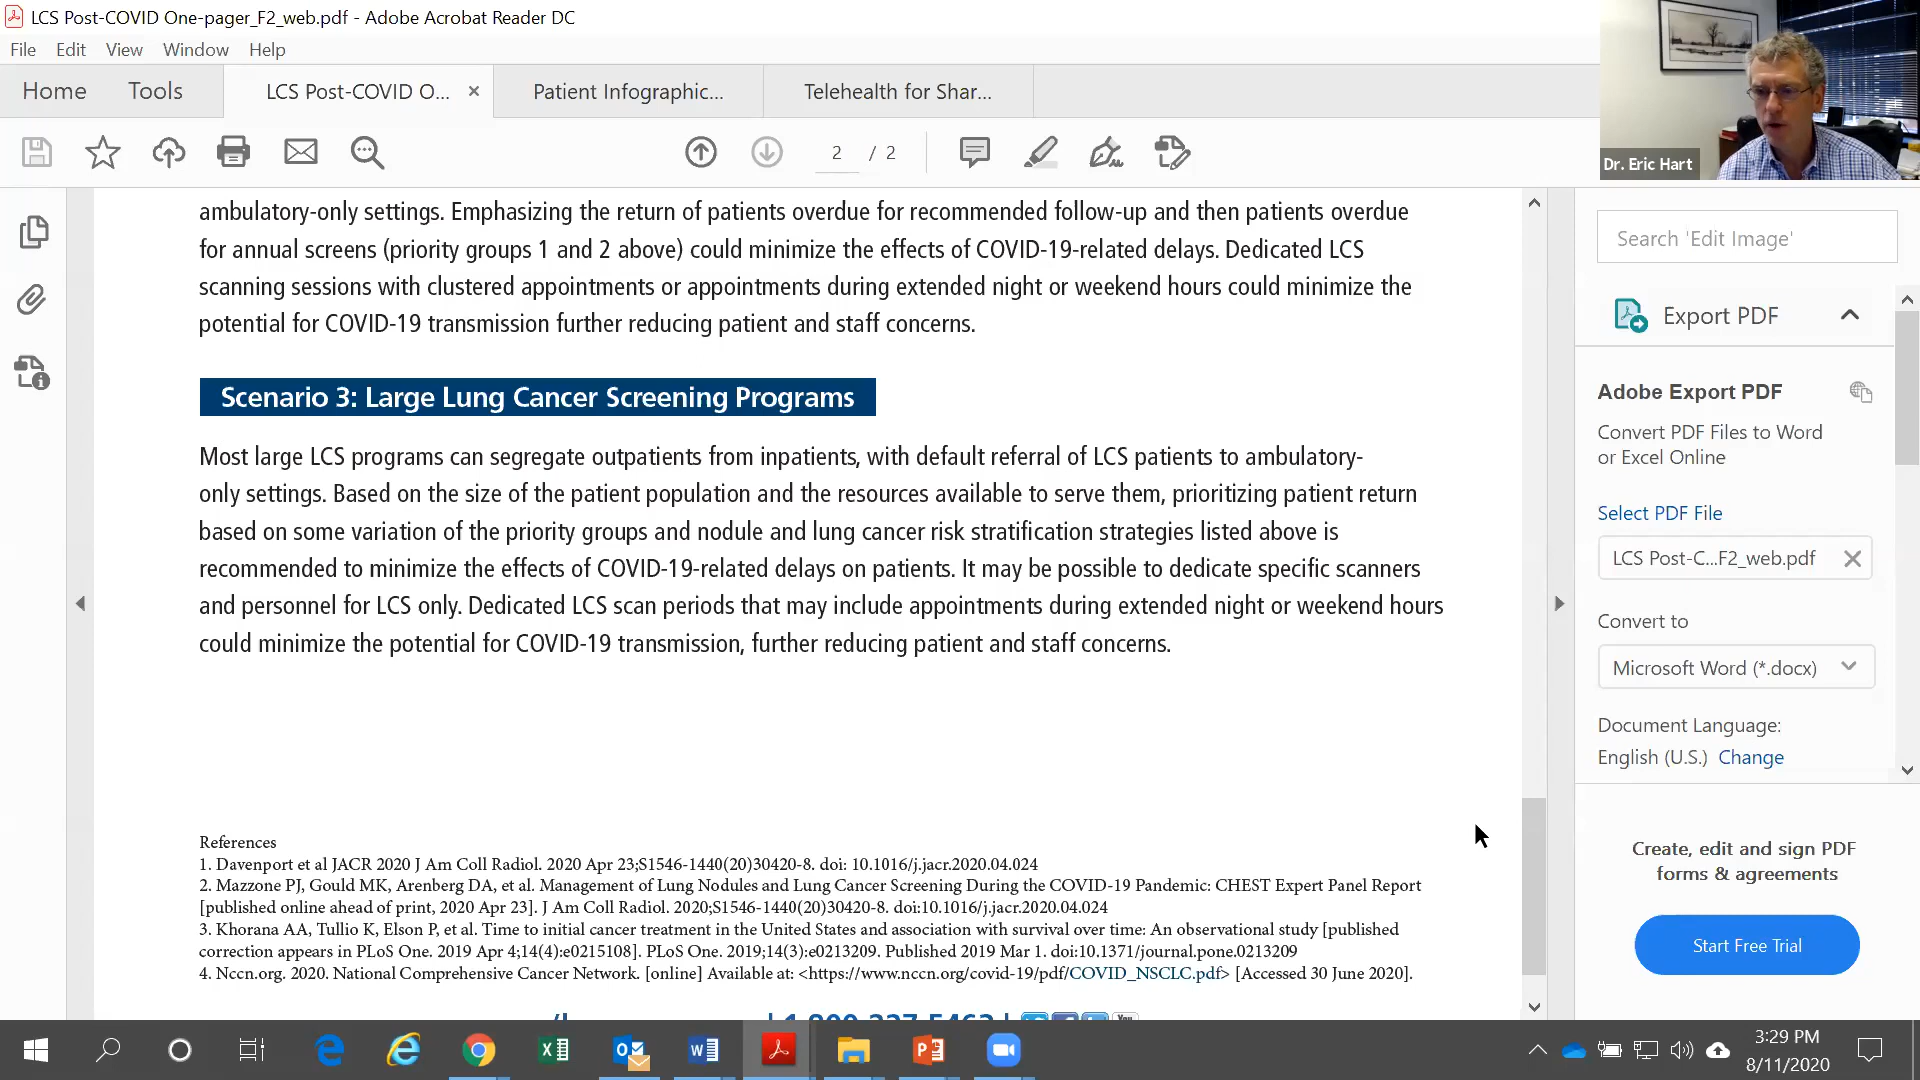 LCS Post-COVID One-pager_F2_web.pdf - Adobe Acrobat Reader DC
File Edit View Window Help
Home Tools LCS Post-COVID O... × Patient Infographic... Telehealth for Shar...
2 / 2
Dr. Eric Hart
ambulatory-only settings. Emphasizing the return of patients overdue for recommended follow-up and then patients overdue
for annual screens (priority groups 1 and 2 above) could minimize the effects of COVID-19-related delays. Dedicated LCS
scanning sessions with clustered appointments or appointments during extended night or weekend hours could minimize the
potential for COVID-19 transmission further reducing patient and staff concerns.
Scenario 3: Large Lung Cancer Screening Programs
Most large LCS programs can segregate outpatients from inpatients, with default referral of LCS patients to ambulatory-
only settings. Based on the size of the patient population and the resources available to serve them, prioritizing patient return
based on some variation of the priority groups and nodule and lung cancer risk stratification strategies listed above is
recommended to minimize the effects of COVID-19-related delays on patients. It may be possible to dedicate specific scanners
and personnel for LCS only. Dedicated LCS scan periods that may include appointments during extended night or weekend hours
could minimize the potential for COVID-19 transmission, further reducing patient and staff concerns.
References
1. Davenport et al JACR 2020 J Am Coll Radiol. 2020 Apr 23;S1546-1440(20)30420-8. doi: 10.1016/j.jacr.2020.04.024
2. Mazzone PJ, Gould MK, Arenberg DA, et al. Management of Lung Nodules and Lung Cancer Screening During the COVID-19 Pandemic: CHEST Expert Panel Report
[published online ahead of print, 2020 Apr 23]. J Am Coll Radiol. 2020;S1546-1440(20)30420-8. doi:10.1016/j.jacr.2020.04.024
3. Khorana AA, Tullio K, Elson P, et al. Time to initial cancer treatment in the United States and association with survival over time: An observational study [published
correction appears in PLoS One. 2019 Apr 4;14(4):e0215108]. PLoS One. 2019;14(3):e0213209. Published 2019 Mar 1. doi:10.1371/journal.pone.0213209
4. Nccn.org. 2020. National Comprehensive Cancer Network. [online] Available at: <https://www.nccn.org/covid-19/pdf/COVID_NSCLC.pdf> [Accessed 30 June 2020].
Search 'Edit Image'
Export PDF
Adobe Export PDF
Convert PDF Files to Word
or Excel Online
Select PDF File
LCS Post-C...F2_web.pdf
Convert to
Microsoft Word (*.docx)
Document Language:
English (U.S.) Change
Create, edit and sign PDF
forms & agreements
Start Free Trial
3:29 PM
8/11/2020